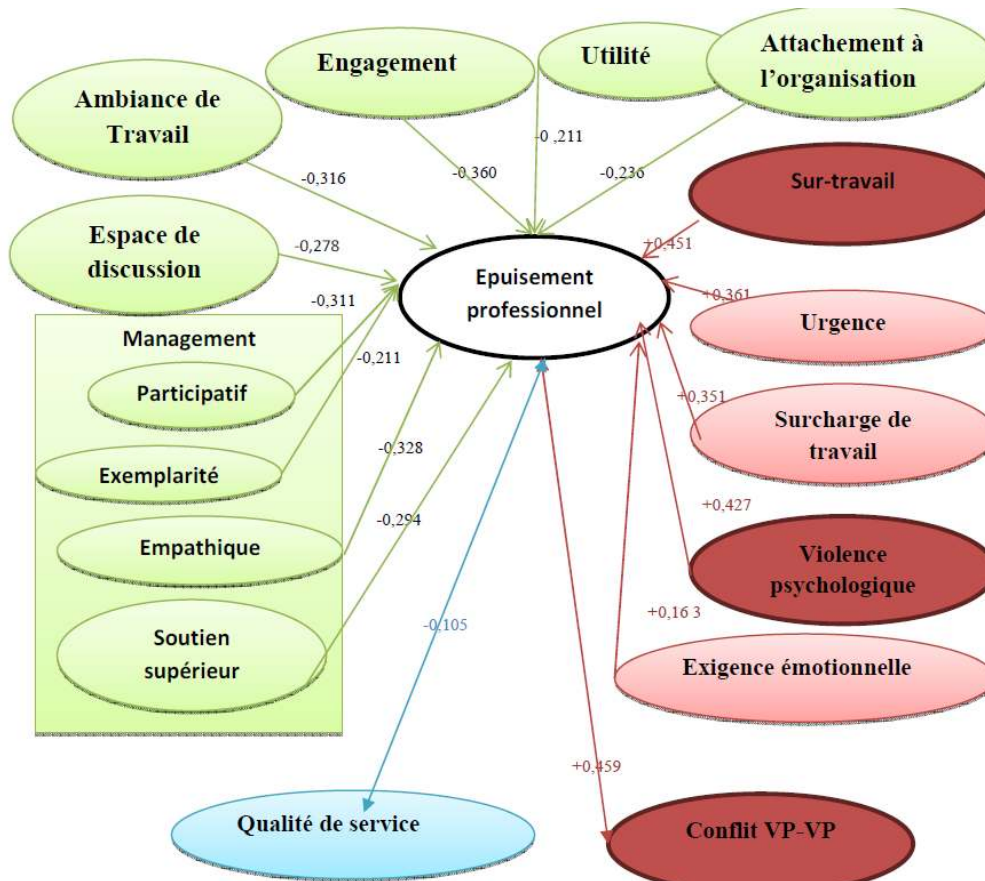 Engagement
Utilité
Attachement à
l’organisation
Ambiance de
Travail
-0 ,211
-0,316
-0,360
-0,236
Sur-travail
Espace de
discussion
-0,278
+0,451
Epuisement
professionnel
-0,311
+0,361
Urgence
Management
-0,211
Participatif
+0,351
Surcharge de
travail
-0,328
Exemplarité
-0,294
+0,427
Empathique
Violence
psychologique
-0,105
+0,16 3
Soutien
supérieur
Exigence émotionnelle
+0,459
Qualité de service
Conflit VP-VP